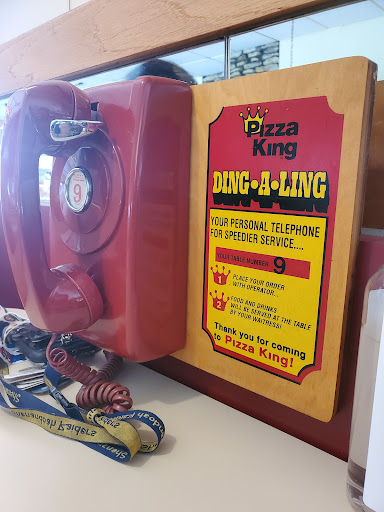 9
Pizza
King
DING•A•LING
YOUR PERSONAL TELEPHONE
FOR SPEEDIER SERVICE....
YOUR TABLE NUMBER 9
1 PLACE YOUR ORDER
WITH OPERATOR...
2 FOOD AND DRINKS
WILL BE SERVED AT THE TABLE
BY YOUR WAITRESS!
Thank you for coming
to Pizza King!
Shenandoah Raiders